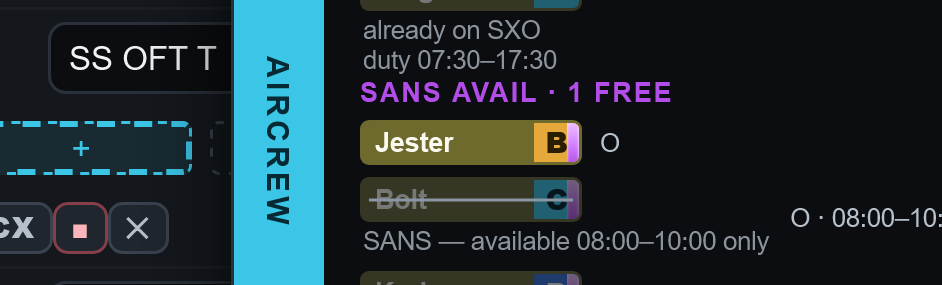 already on SXO
duty 07:30–17:30
SANS AVAIL · 1 FREE
SS OFT T
AIRCREW
+
Jester B O
Bolt C
CX ■ ×
SANS — available 08:00–10:00 only
O · 08:00–10: